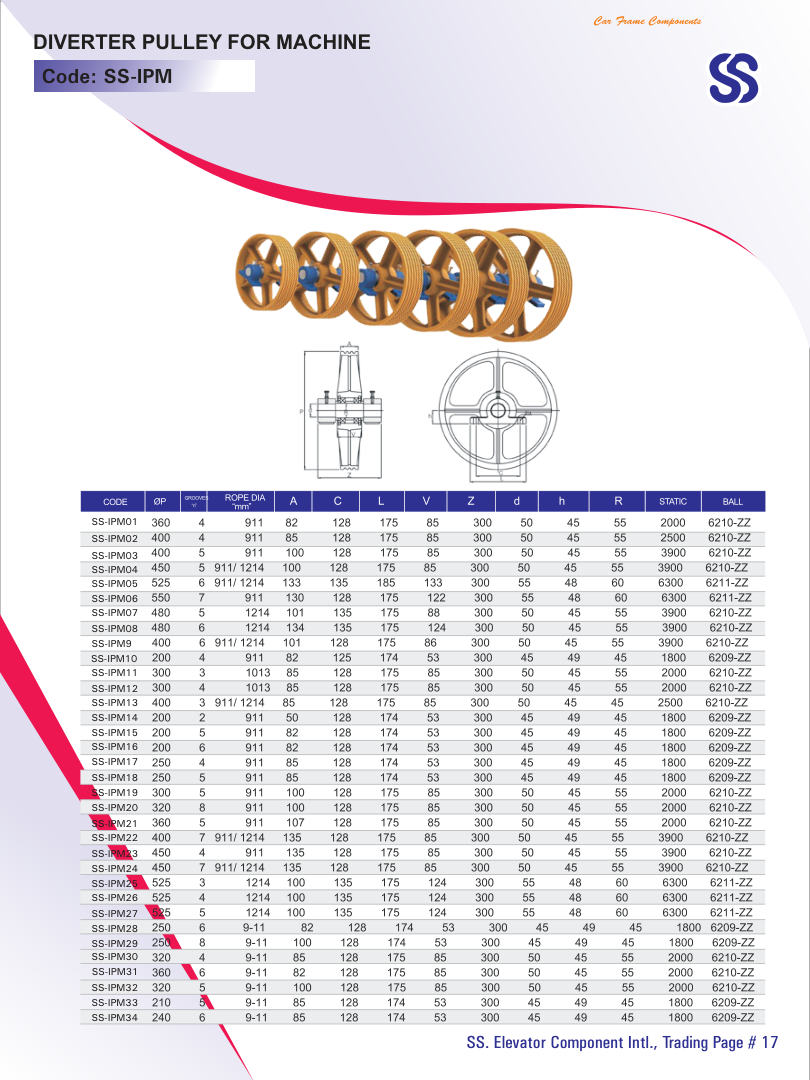 Car Frame Components
DIVERTER PULLEY FOR MACHINE
Code: SS-IPM
SS
A
P
V
Z
h
C
L
CODE ØP GROOVES "r" ROPE DIA "mm" A C L V Z d h R STATIC BALL
SS-IPM01 360 4 911 82 128 175 85 300 50 45 55 2000 6210-ZZ
SS-IPM02 400 4 911 85 128 175 85 300 50 45 55 2500 6210-ZZ
SS-IPM03 400 5 911 100 128 175 85 300 50 45 55 3900 6210-ZZ
SS-IPM04 450 5 911/ 1214 100 128 175 85 300 50 45 55 3900 6210-ZZ
SS-IPM05 525 6 911/ 1214 133 135 185 133 300 55 48 60 6300 6211-ZZ
SS-IPM06 550 7 911 130 128 175 122 300 55 48 60 6300 6211-ZZ
SS-IPM07 480 5 1214 101 135 175 88 300 50 45 55 3900 6210-ZZ
SS-IPM08 480 6 1214 134 135 175 124 300 50 45 55 3900 6210-ZZ
SS-IPM9 400 6 911/ 1214 101 128 175 86 300 50 45 55 3900 6210-ZZ
SS-IPM10 200 4 911 82 125 174 53 300 45 49 45 1800 6209-ZZ
SS-IPM11 300 3 1013 85 128 175 85 300 50 45 55 2000 6210-ZZ
SS-IPM12 300 4 1013 85 128 175 85 300 50 45 55 2000 6210-ZZ
SS-IPM13 400 3 911/ 1214 85 128 175 85 300 50 45 45 2500 6210-ZZ
SS-IPM14 200 2 911 50 128 174 53 300 45 49 45 1800 6209-ZZ
SS-IPM15 200 5 911 82 128 174 53 300 45 49 45 1800 6209-ZZ
SS-IPM16 200 6 911 82 128 174 53 300 45 49 45 1800 6209-ZZ
SS-IPM17 250 4 911 85 128 174 53 300 45 49 45 1800 6209-ZZ
SS-IPM18 250 5 911 85 128 174 53 300 45 49 45 1800 6209-ZZ
SS-IPM19 300 5 911 100 128 175 85 300 50 45 55 2000 6210-ZZ
SS-IPM20 320 8 911 100 128 175 85 300 50 45 55 2000 6210-ZZ
SS-IPM21 360 5 911 107 128 175 85 300 50 45 55 2000 6210-ZZ
SS-IPM22 400 7 911/ 1214 135 128 175 85 300 50 45 55 3900 6210-ZZ
SS-IPM23 450 4 911 135 128 175 85 300 50 45 55 3900 6210-ZZ
SS-IPM24 450 7 911/ 1214 135 128 175 85 300 50 45 55 3900 6210-ZZ
SS-IPM25 525 3 1214 100 135 175 124 300 55 48 60 6300 6211-ZZ
SS-IPM26 525 4 1214 100 135 175 124 300 55 48 60 6300 6211-ZZ
SS-IPM27 525 5 1214 100 135 175 124 300 55 48 60 6300 6211-ZZ
SS-IPM28 250 6 9-11 82 128 174 53 300 45 49 45 1800 6209-ZZ
SS-IPM29 250 8 9-11 100 128 174 53 300 45 49 45 1800 6209-ZZ
SS-IPM30 320 4 9-11 85 128 175 85 300 50 45 55 2000 6210-ZZ
SS-IPM31 360 6 9-11 82 128 175 85 300 50 45 55 2000 6210-ZZ
SS-IPM32 320 5 9-11 100 128 175 85 300 50 45 55 2000 6210-ZZ
SS-IPM33 210 5 9-11 85 128 174 53 300 45 49 45 1800 6209-ZZ
SS-IPM34 240 6 9-11 85 128 174 53 300 45 49 45 1800 6209-ZZ
SS. Elevator Component Intl., Trading Page # 17